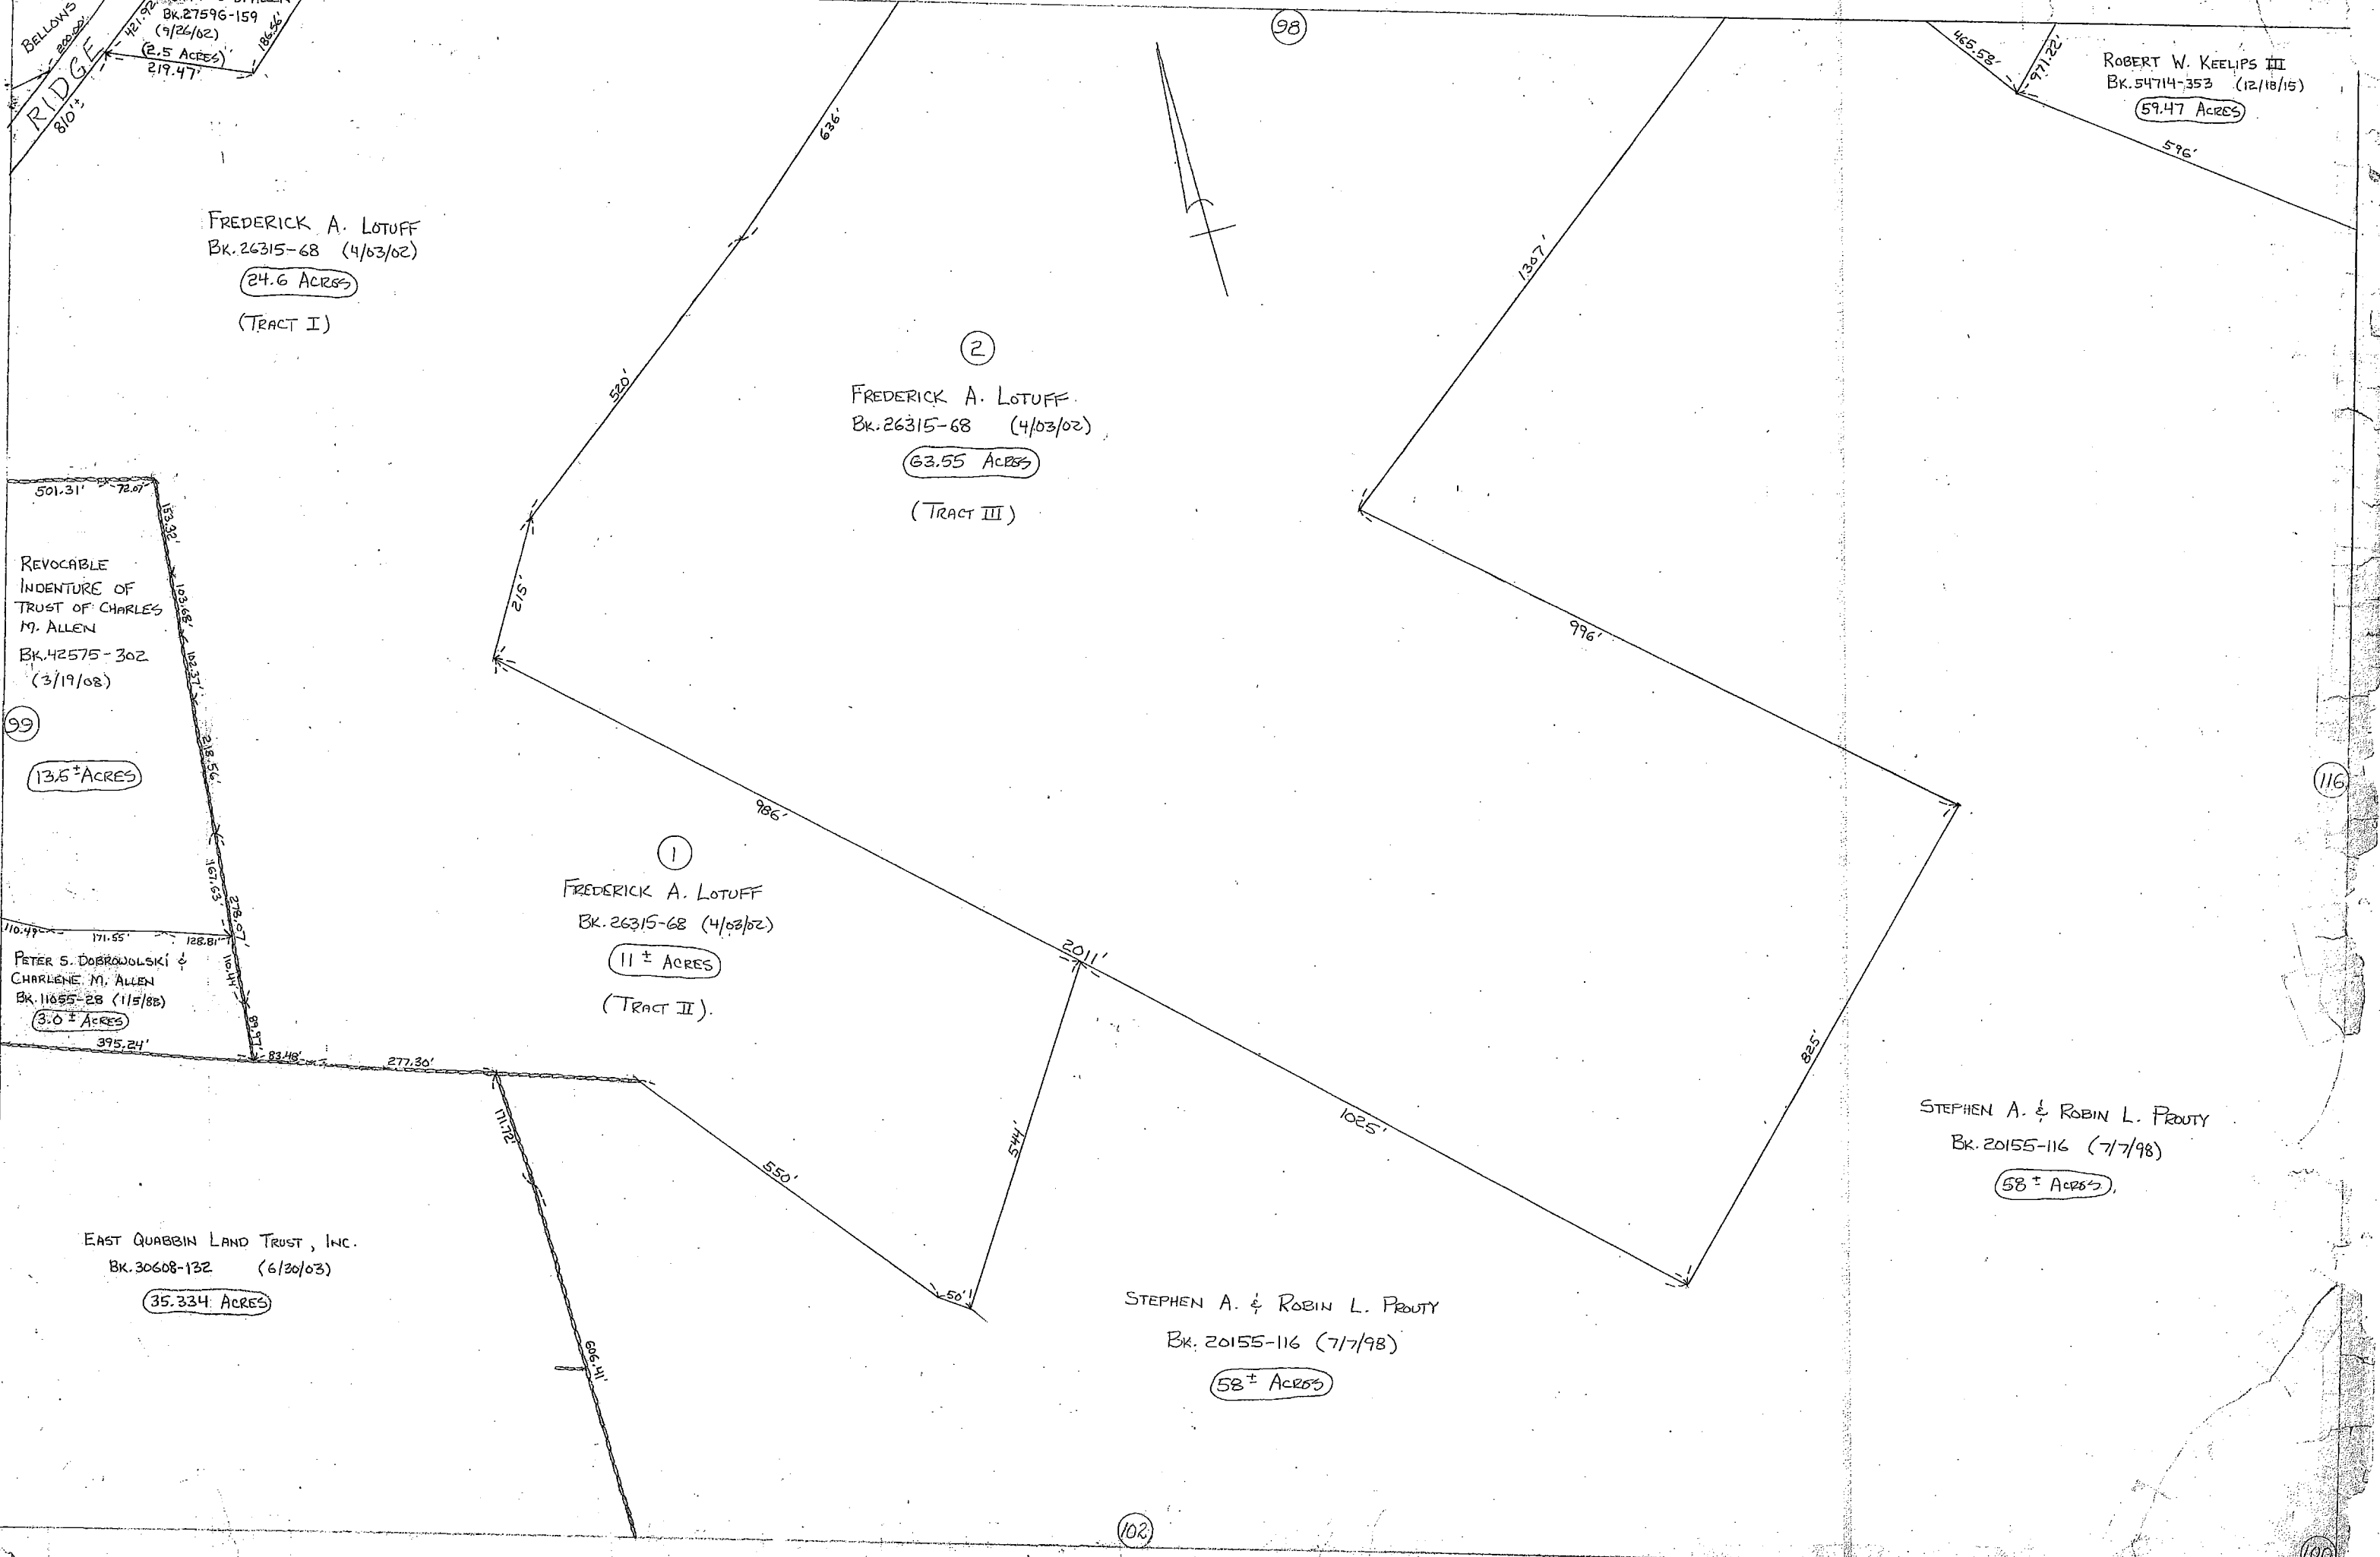 BELLOWS
200.00'
RIDGE
810'±
421.92'
BK.27596-159
(9/26/02)
(2.5 ACRES)
219.47'
186.56'
98
465.58'
971.22'
ROBERT W. KEELIPS III
BK.54714-353 (12/18/15)
59.47 ACRES
596'
636'
1307'
FREDERICK A. LOTUFF
BK.26315-68 (4/03/02)
24.6 ACRES
(TRACT I)
520'
2
FREDERICK A. LOTUFF
BK.26315-68 (4/03/02)
63.55 ACRES
(TRACT III)
501.31'
72.07'
153.32'
103.68'
102.37'
218.56'
167.63'
278.07'
215'
996'
REVOCABLE
INDENTURE OF
TRUST OF CHARLES
M. ALLEN
BK.42575-302
(3/19/08)
99
13.5± ACRES
116
986'
1
FREDERICK A. LOTUFF
BK.26315-68 (4/03/02)
11± ACRES
(TRACT II)
2011'
110.49'
171.55'
128.81'
PETER S. DOBROWOLSKI &
CHARLENE M. ALLEN
BK.11055-28 (1/5/88)
3.0± ACRES
110.44'
89.97'
395.24'
83.48'
277.30'
171.72'
550'
544'
1025'
825'
STEPHEN A. & ROBIN L. PROUTY
BK.20155-116 (7/7/98)
58± ACRES
EAST QUABBIN LAND TRUST, INC.
BK.30608-132 (6/30/03)
35.334 ACRES
50'
606.41'
STEPHEN A. & ROBIN L. PROUTY
BK.20155-116 (7/7/98)
58± ACRES
102